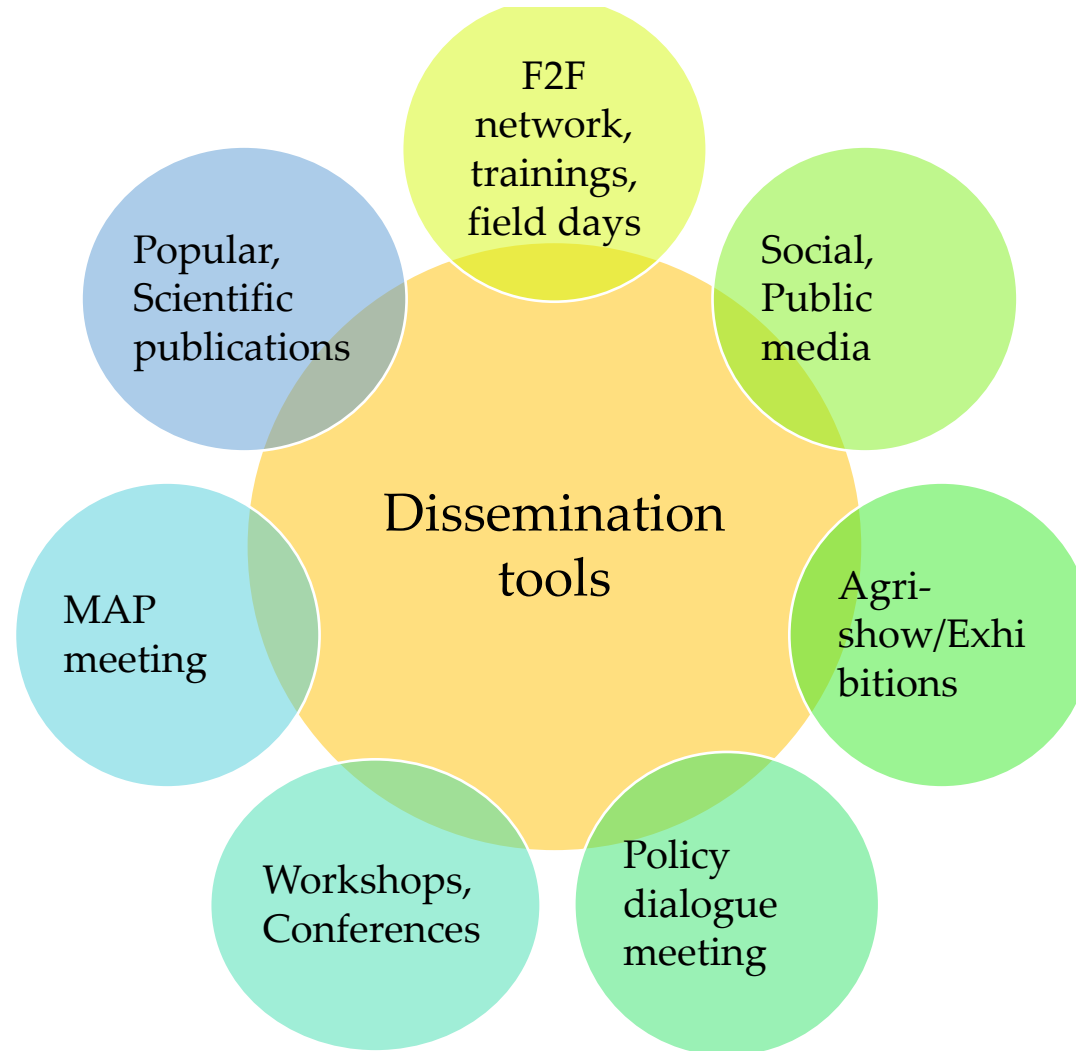 F2F
network,
trainings,
field days
Social,
Public
media
Agri-
show/Exhi
bitions
Policy
dialogue
meeting
Workshops,
Conferences
MAP
meeting
Popular,
Scientific
publications
Dissemination
tools